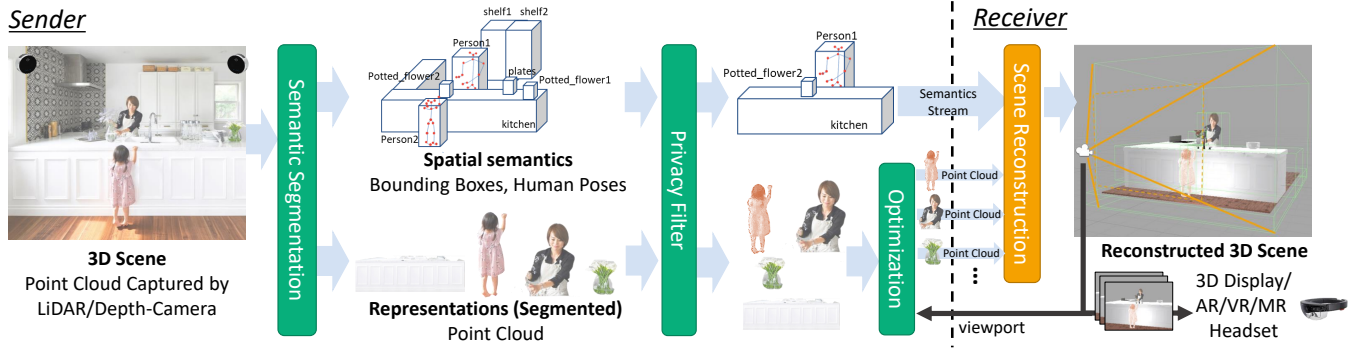 Sender
3D Scene
Point Cloud Captured by
LiDAR/Depth-Camera
Semantic Segmentation
shelf1 shelf2
Person1
Potted_flower2
plates
Potted_flower1
kitchen
Person2
Spatial semantics
Bounding Boxes, Human Poses
Representations (Segmented)
Point Cloud
Privacy Filter
Person1
Potted_flower2
kitchen
Semantics
Stream
Optimization
Point Cloud
Point Cloud
Point Cloud
Receiver
Scene Reconstruction
Reconstructed 3D Scene
3D Display/
AR/VR/MR
Headset
viewport